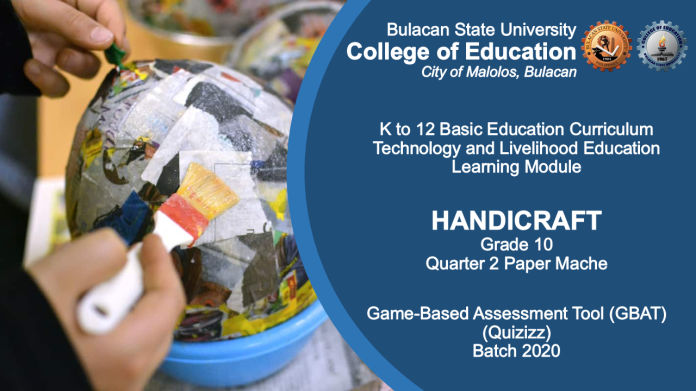 Bulacan State University
College of Education
City of Malolos, Bulacan
K to 12 Basic Education Curriculum
Technology and Livelihood Education
Learning Module
HANDICRAFT
Grade 10
Quarter 2 Paper Mache
Game-Based Assessment Tool (GBAT)
(Quizizz)
Batch 2020